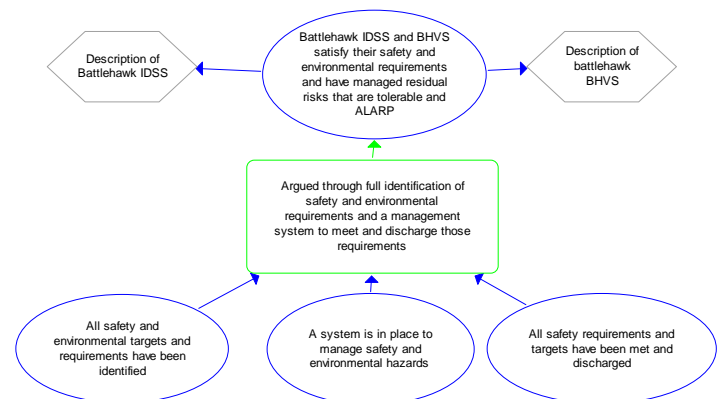 Description of
Battlehawk IDSS
Battlehawk IDSS and BHVS
satisfy their safety and
environmental requirements
and have managed residual
risks that are tolerable and
ALARP
Description of
battlehawk
BHVS
Argued through full identification of
safety and environmental
requirements and a management
system to meet and discharge those
requirements
All safety and
environmental targets and
requirements have been
identified
A system is in place to
manage safety and
environmental hazards
All safety requirements and
targets have been met and
discharged